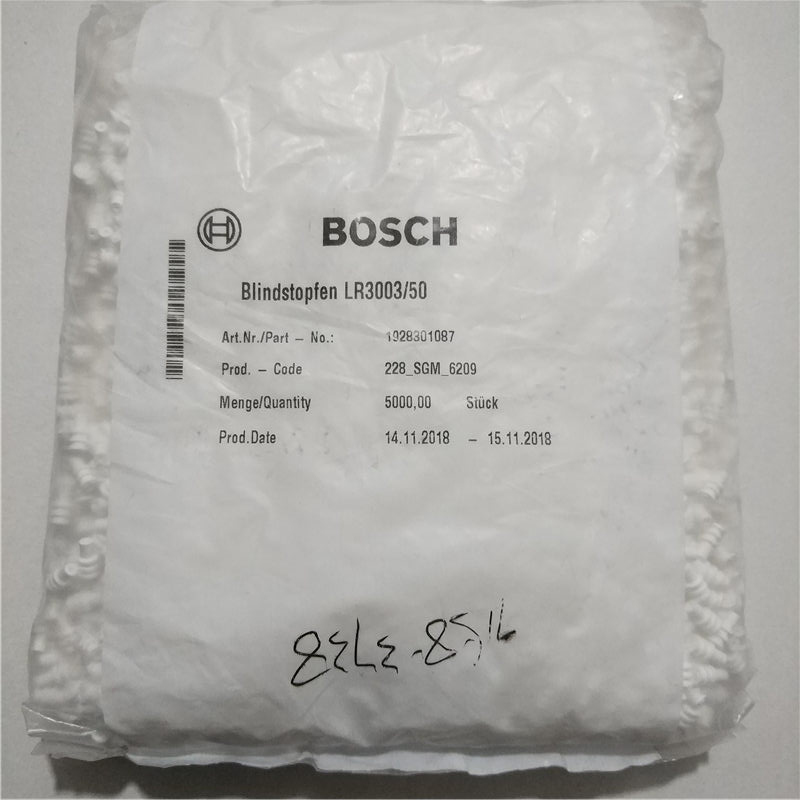 BOSCH
Blindstopfen LR3003/50
Art.Nr./Part – No.: 1928301087
Prod. – Code 228_SGM_6209
Menge/Quantity 5000,00 Stück
Prod.Date 14.11.2018 – 15.11.2018